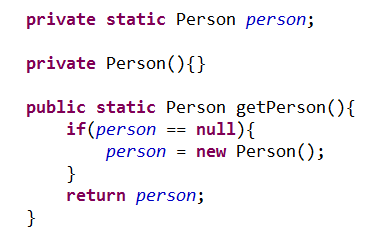 private static Person person;
private Person(){}
public static Person getPerson(){
    if(person == null){
        person = new Person();
    }
    return person;
}